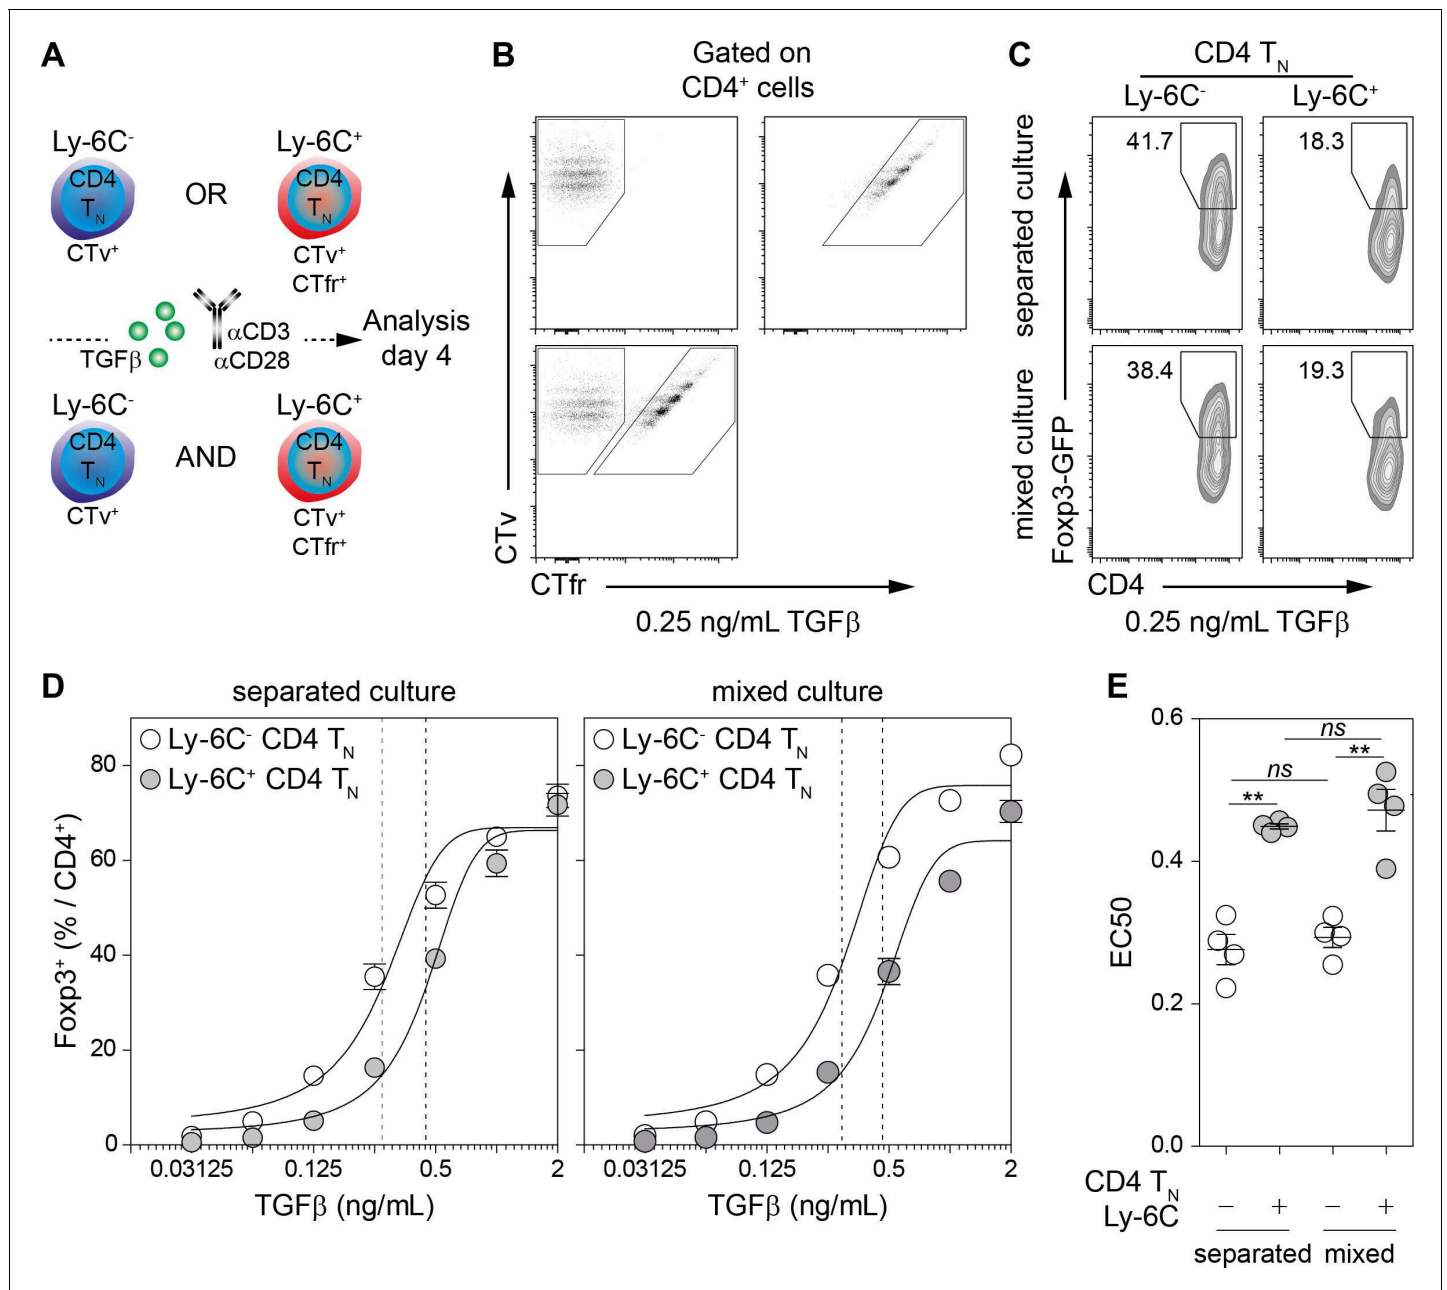 A
Ly-6C-
CD4
TN
CTv+
OR
Ly-6C+
CD4
TN
CTv+
CTfr+
TGFβ
αCD3
αCD28
Analysis
day 4
Ly-6C-
CD4
TN
CTv+
AND
Ly-6C+
CD4
TN
CTv+
CTfr+
B
Gated on
CD4+ cells
CTv
CTfr
0.25 ng/mL TGFβ
C
CD4 TN
Ly-6C-
Ly-6C+
separated culture
41.7
18.3
mixed culture
38.4
19.3
Foxp3-GFP
CD4
0.25 ng/mL TGFβ
D
separated culture
Ly-6C- CD4 TN
Ly-6C+ CD4 TN
mixed culture
Ly-6C- CD4 TN
Ly-6C+ CD4 TN
Foxp3+ (% / CD4+)
80
60
40
20
0
0.03125
0.125
0.5
2
TGFβ (ng/mL)
0.03125
0.125
0.5
2
TGFβ (ng/mL)
E
EC50
0.6
0.4
0.2
0.0
ns
**
ns
**
CD4 TN
Ly-6C
− + − +
separated mixed